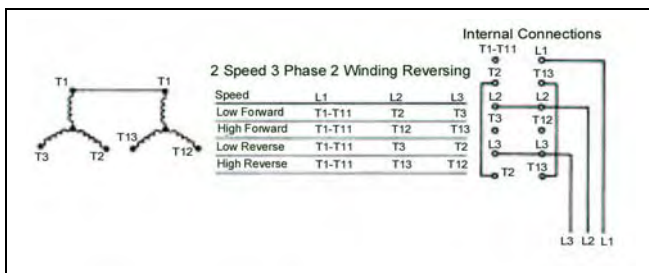 Internal Connections
T1-T11 L1
T1 T1
2 Speed 3 Phase 2 Winding Reversing
T2 T13
Speed L1 L2 L3
L2 L2
Low Forward T1-T11 T2 T3
T3 T12
High Forward T1-T11 T12 T13
T3 T2 T13 T12
Low Reverse T1-T11 T3 T2
L3 L3
High Reverse T1-T11 T13 T12
T2 T13
L3 L2 L1